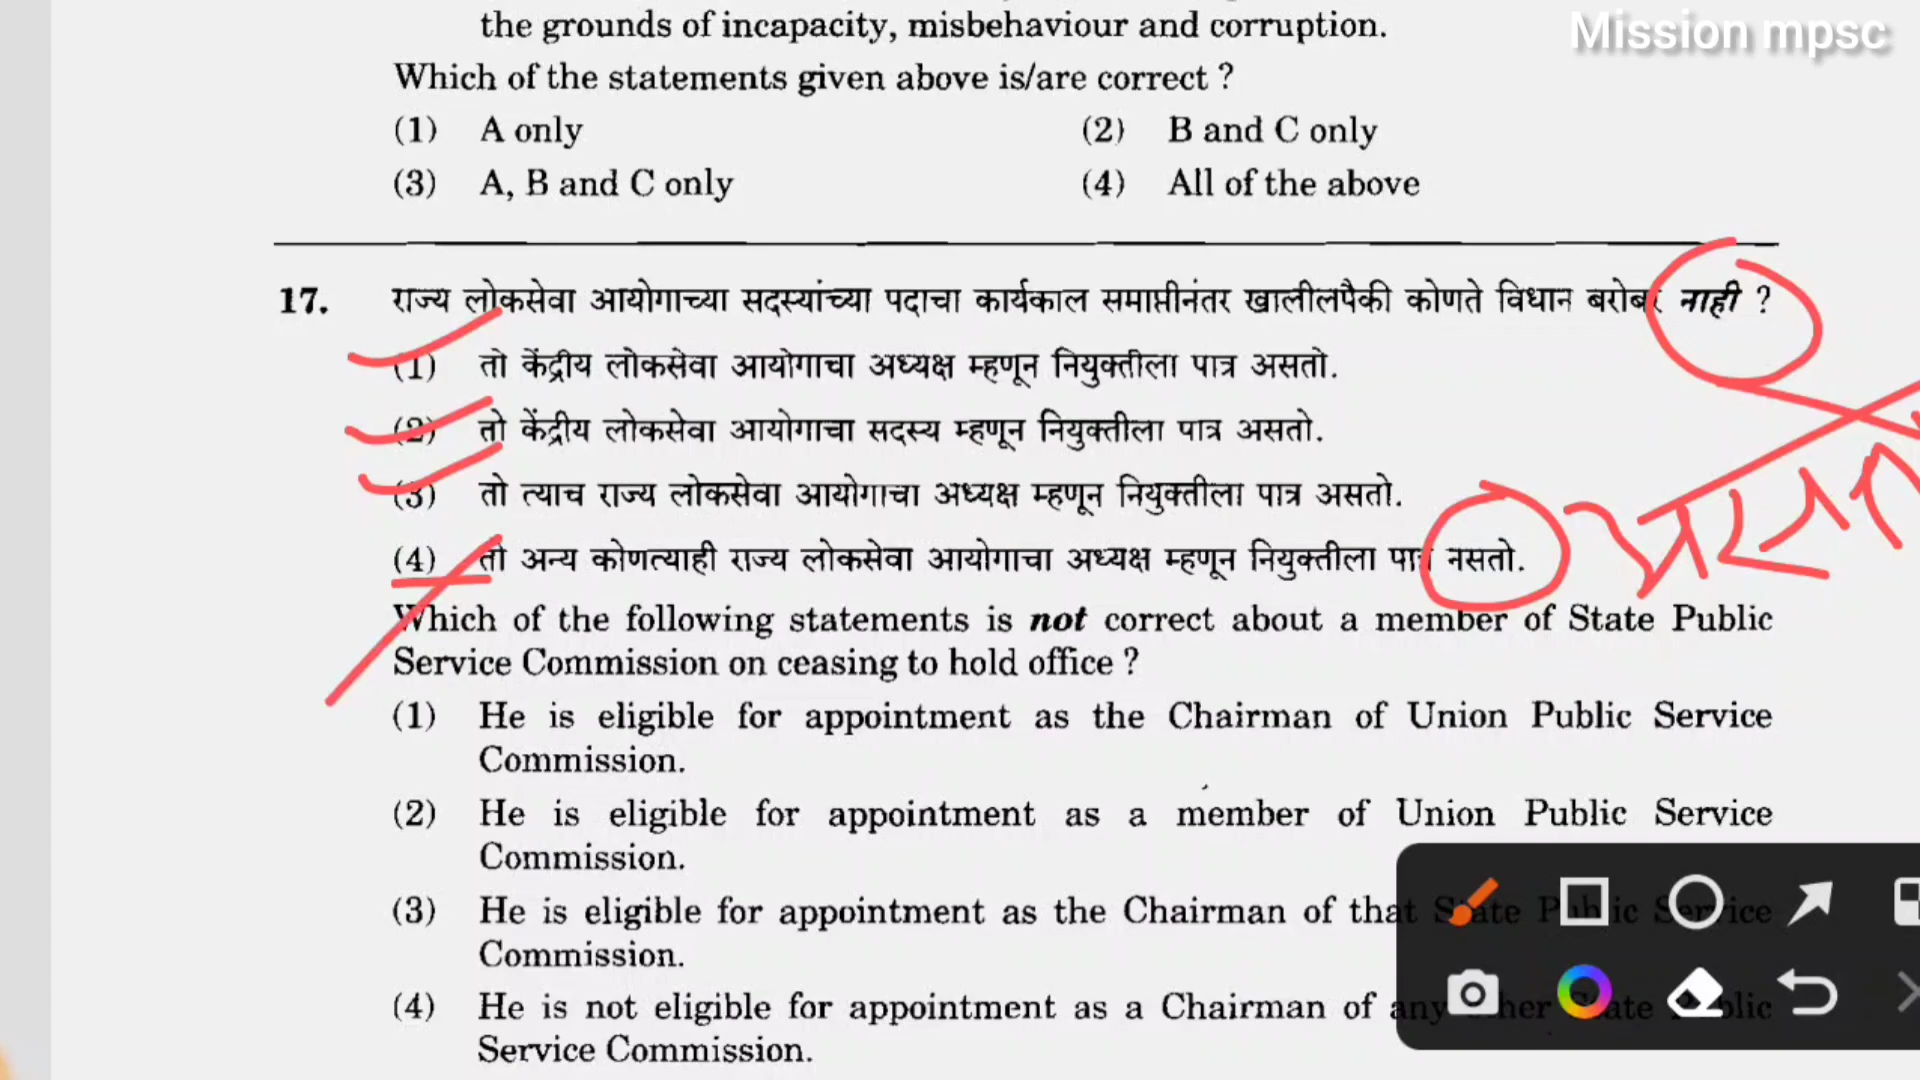 the grounds of incapacity, misbehaviour and corruption.
Mission mpsc
Which of the statements given above is/are correct ?
(1) A only (2) B and C only
(3) A, B and C only (4) All of the above
17. राज्य लोकसेवा आयोगाच्या सदस्यांच्या पदाचा कार्यकाल समाप्तीनंतर खालीलपैकी कोणते विधान बरोबर नाही ?
(1) तो केंद्रीय लोकसेवा आयोगाचा अध्यक्ष म्हणून नियुक्तीला पात्र असतो.
(2) तो केंद्रीय लोकसेवा आयोगाचा सदस्य म्हणून नियुक्तीला पात्र असतो.
(3) तो त्याच राज्य लोकसेवा आयोगाचा अध्यक्ष म्हणून नियुक्तीला पात्र असतो.
(4) तो अन्य कोणत्याही राज्य लोकसेवा आयोगाचा अध्यक्ष म्हणून नियुक्तीला पात्र नसतो.
Which of the following statements is not correct about a member of State Public
Service Commission on ceasing to hold office ?
(1) He is eligible for appointment as the Chairman of Union Public Service
Commission.
(2) He is eligible for appointment as a member of Union Public Service
Commission.
(3) He is eligible for appointment as the Chairman of that State Public Service
Commission.
(4) He is not eligible for appointment as a Chairman of any other State Public
Service Commission.